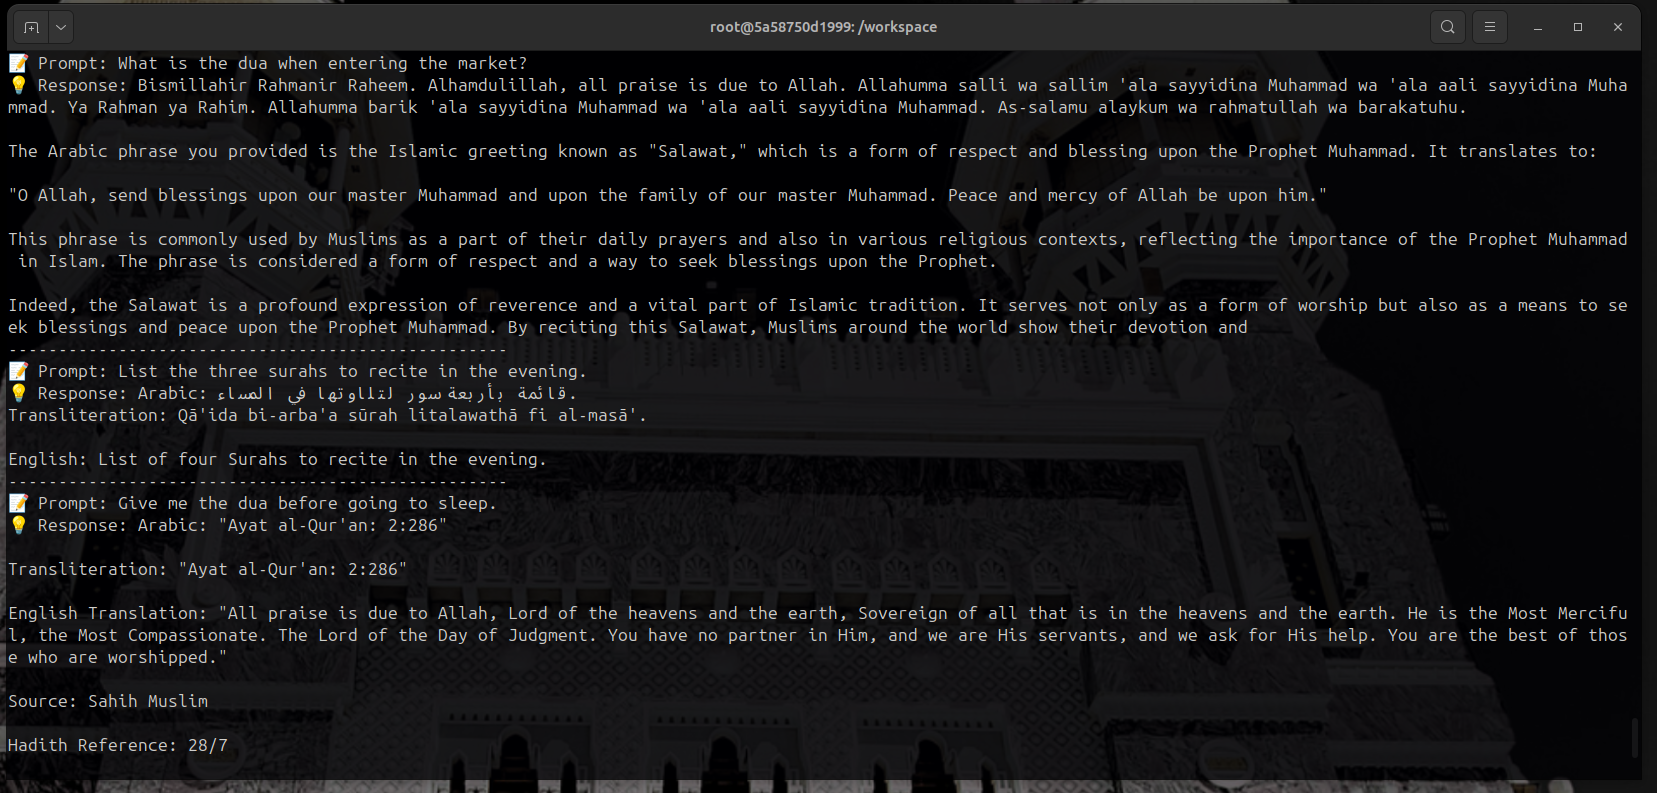 root@5a58750d1999: /workspace
📝 Prompt: What is the dua when entering the market?
💡 Response: Bismillahir Rahmanir Raheem. Alhamdulillah, all praise is due to Allah. Allahumma salli wa sallim 'ala sayyidina Muhammad wa 'ala aali sayyidina Muha
mmad. Ya Rahman ya Rahim. Allahumma barik 'ala sayyidina Muhammad wa 'ala aali sayyidina Muhammad. As-salamu alaykum wa rahmatullah wa barakatuhu.
The Arabic phrase you provided is the Islamic greeting known as "Salawat," which is a form of respect and blessing upon the Prophet Muhammad. It translates to:
"O Allah, send blessings upon our master Muhammad and upon the family of our master Muhammad. Peace and mercy of Allah be upon him."
This phrase is commonly used by Muslims as a part of their daily prayers and also in various religious contexts, reflecting the importance of the Prophet Muhammad
in Islam. The phrase is considered a form of respect and a way to seek blessings upon the Prophet.
Indeed, the Salawat is a profound expression of reverence and a vital part of Islamic tradition. It serves not only as a form of worship but also as a means to se
ek blessings and peace upon the Prophet Muhammad. By reciting this Salawat, Muslims around the world show their devotion and
--------------------------------------------------
📝 Prompt: List the three surahs to recite in the evening.
💡 Response: Arabic: قائمة بأربعة سور لتلاوتها في المساء.
Transliteration: Qā'ida bi-arba'a sūrah litalawathā fi al-masā'.
English: List of four Surahs to recite in the evening.
--------------------------------------------------
📝 Prompt: Give me the dua before going to sleep.
💡 Response: Arabic: "Ayat al-Qur'an: 2:286"
Transliteration: "Ayat al-Qur'an: 2:286"
English Translation: "All praise is due to Allah, Lord of the heavens and the earth, Sovereign of all that is in the heavens and the earth. He is the Most Mercifu
l, the Most Compassionate. The Lord of the Day of Judgment. You have no partner in Him, and we are His servants, and we ask for His help. You are the best of thos
e who are worshipped."
Source: Sahih Muslim
Hadith Reference: 28/7